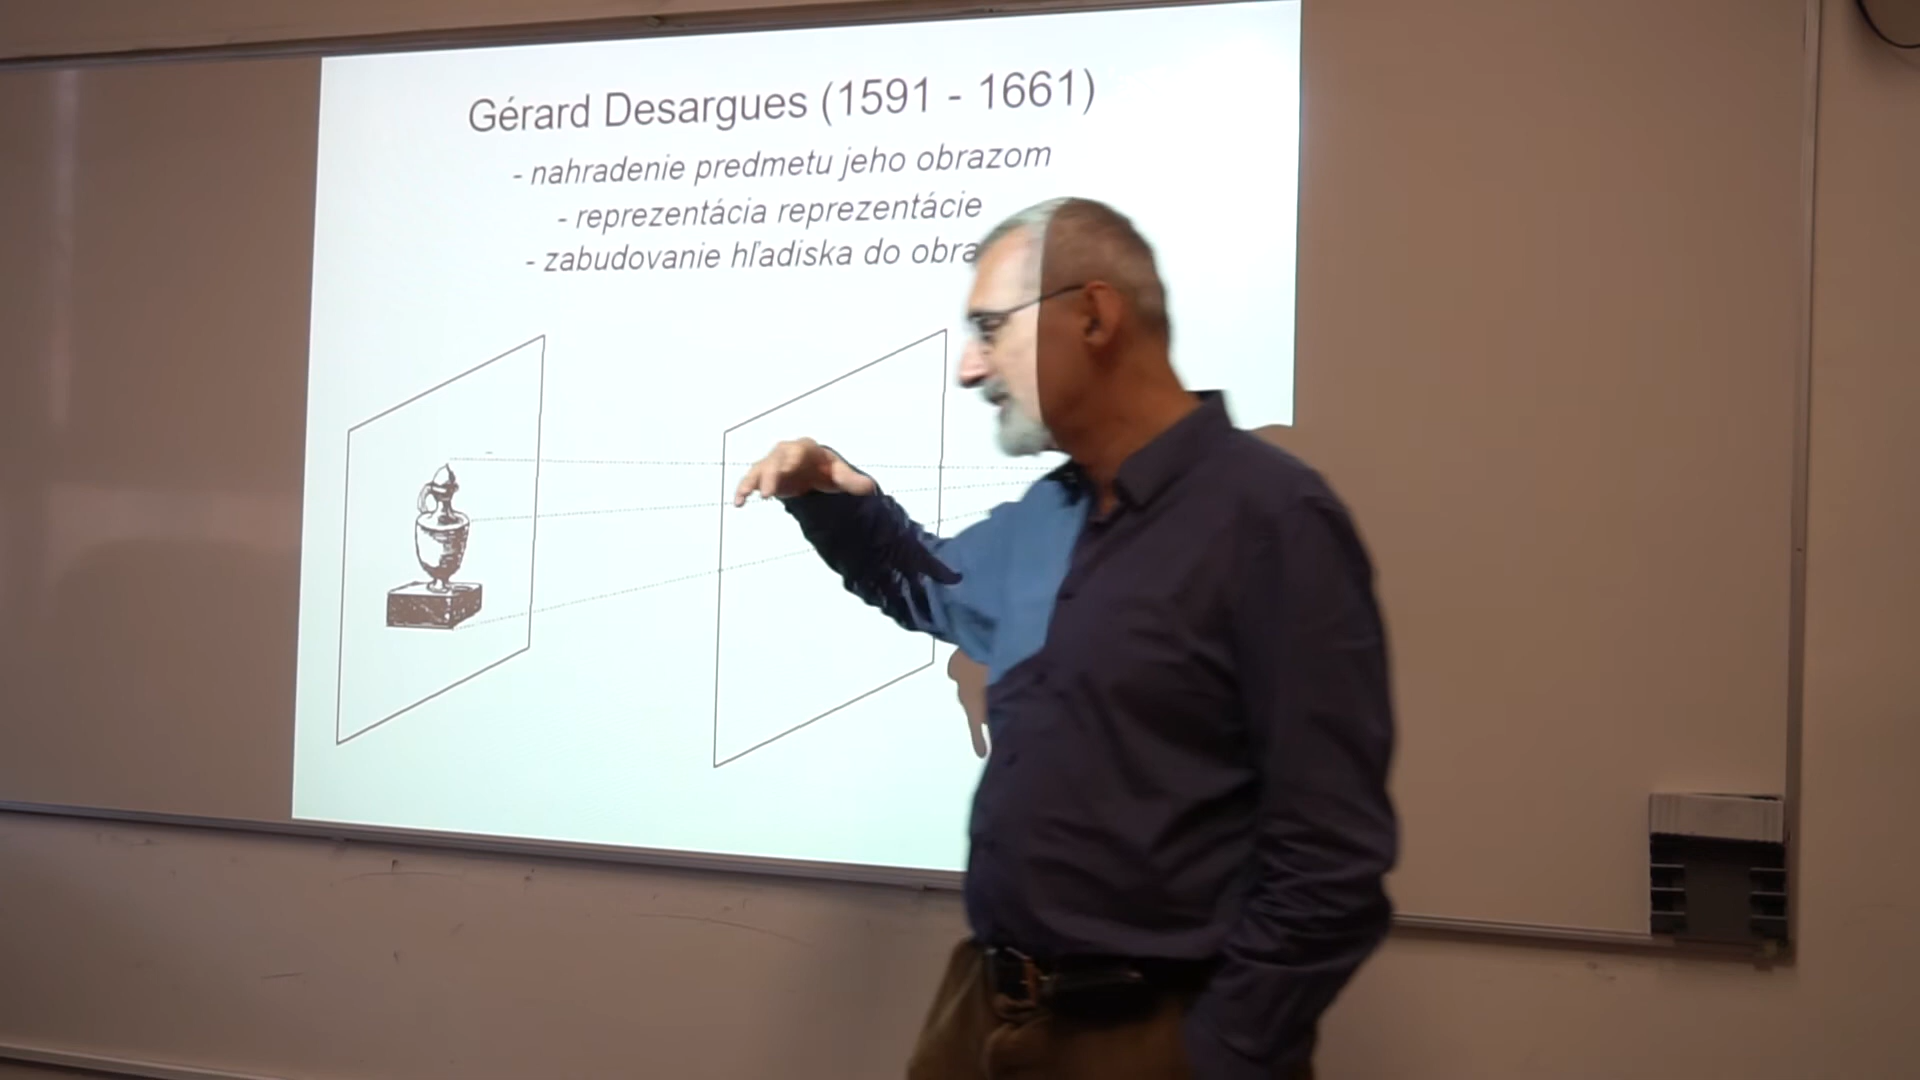 Gérard Desargues (1591 - 1661)
- nahradenie predmetu jeho obrazom
- reprezentácia reprezentácie
- zabudovanie hľadiska do